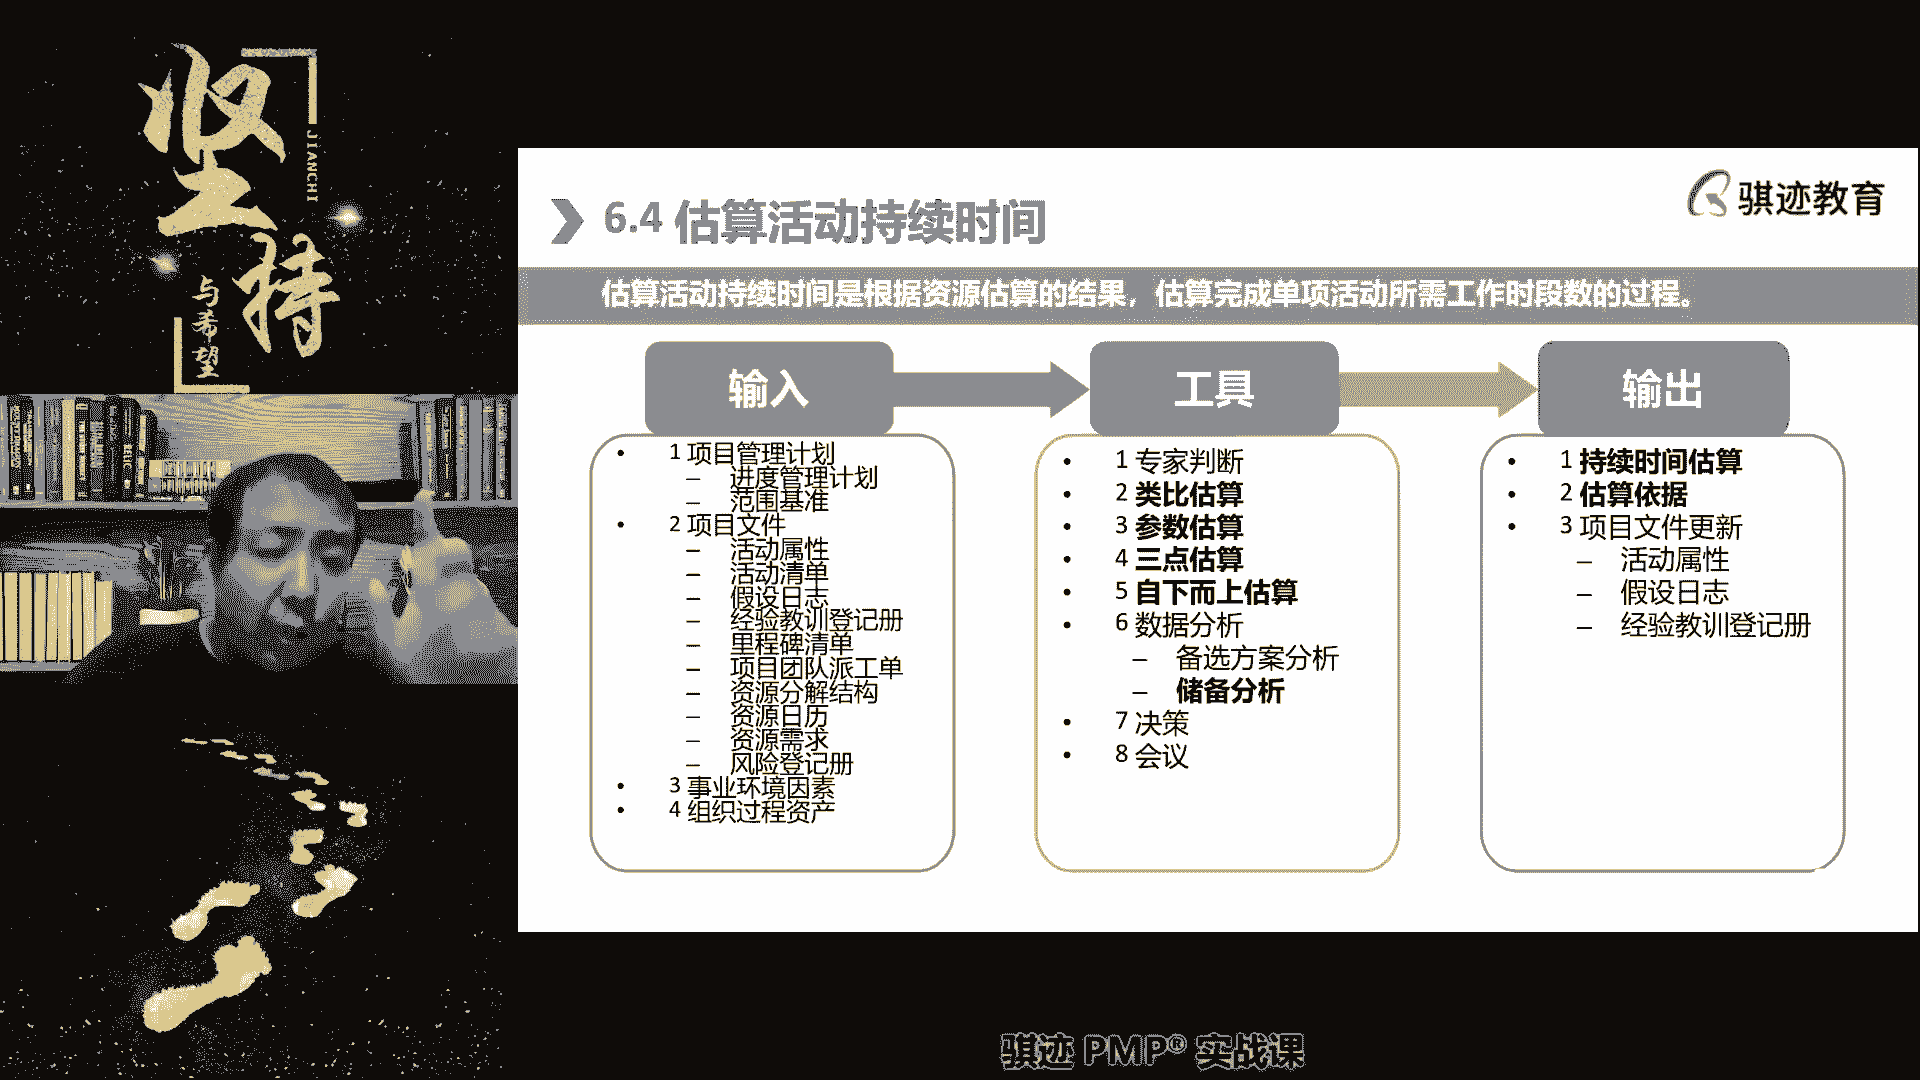 坚持
JIANCHI
与希望
骐迹教育
6.4 估算活动持续时间
估算活动持续时间是根据资源估算的结果，估算完成单项活动所需工作时段数的过程。
输入
• 1 项目管理计划
– 进度管理计划
– 范围基准
• 2 项目文件
– 活动属性
– 活动清单
– 假设日志
– 经验教训登记册
– 里程碑清单
– 项目团队派工单
– 资源分解结构
– 资源日历
– 资源需求
– 风险登记册
• 3 事业环境因素
• 4 组织过程资产
工具
• 1 专家判断
• 2 类比估算
• 3 参数估算
• 4 三点估算
• 5 自下而上估算
• 6 数据分析
– 备选方案分析
– 储备分析
• 7 决策
• 8 会议
输出
• 1 持续时间估算
• 2 估算依据
• 3 项目文件更新
– 活动属性
– 假设日志
– 经验教训登记册
骐迹 PMP® 实战课